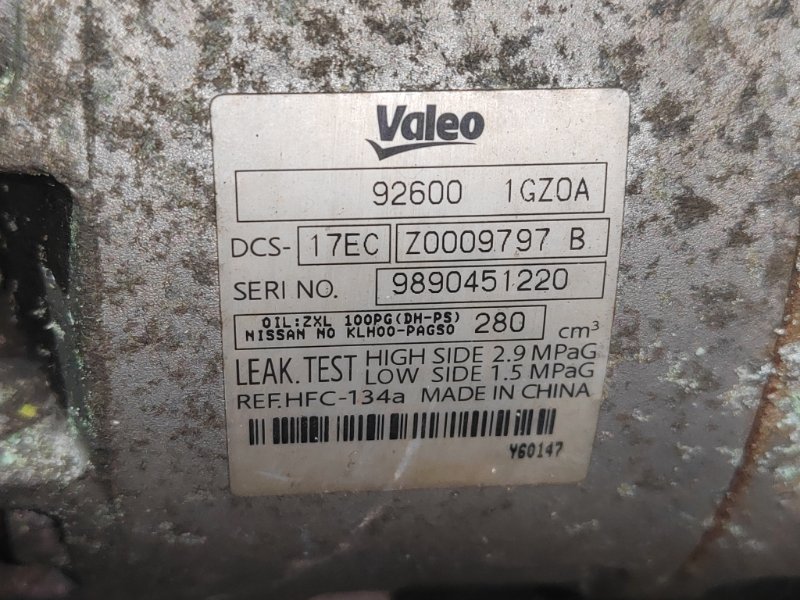 Valeo
92600 1GZ0A
DCS- 17EC Z0009797 B
SERI NO. 9890451220
OIL:ZXL 100PG(DH-PS)
NISSAN NO KLH00-PAGS0 280 cm³
LEAK. TEST HIGH SIDE 2.9 MPaG
LOW SIDE 1.5 MPaG
REF.HFC-134a MADE IN CHINA
Y60147